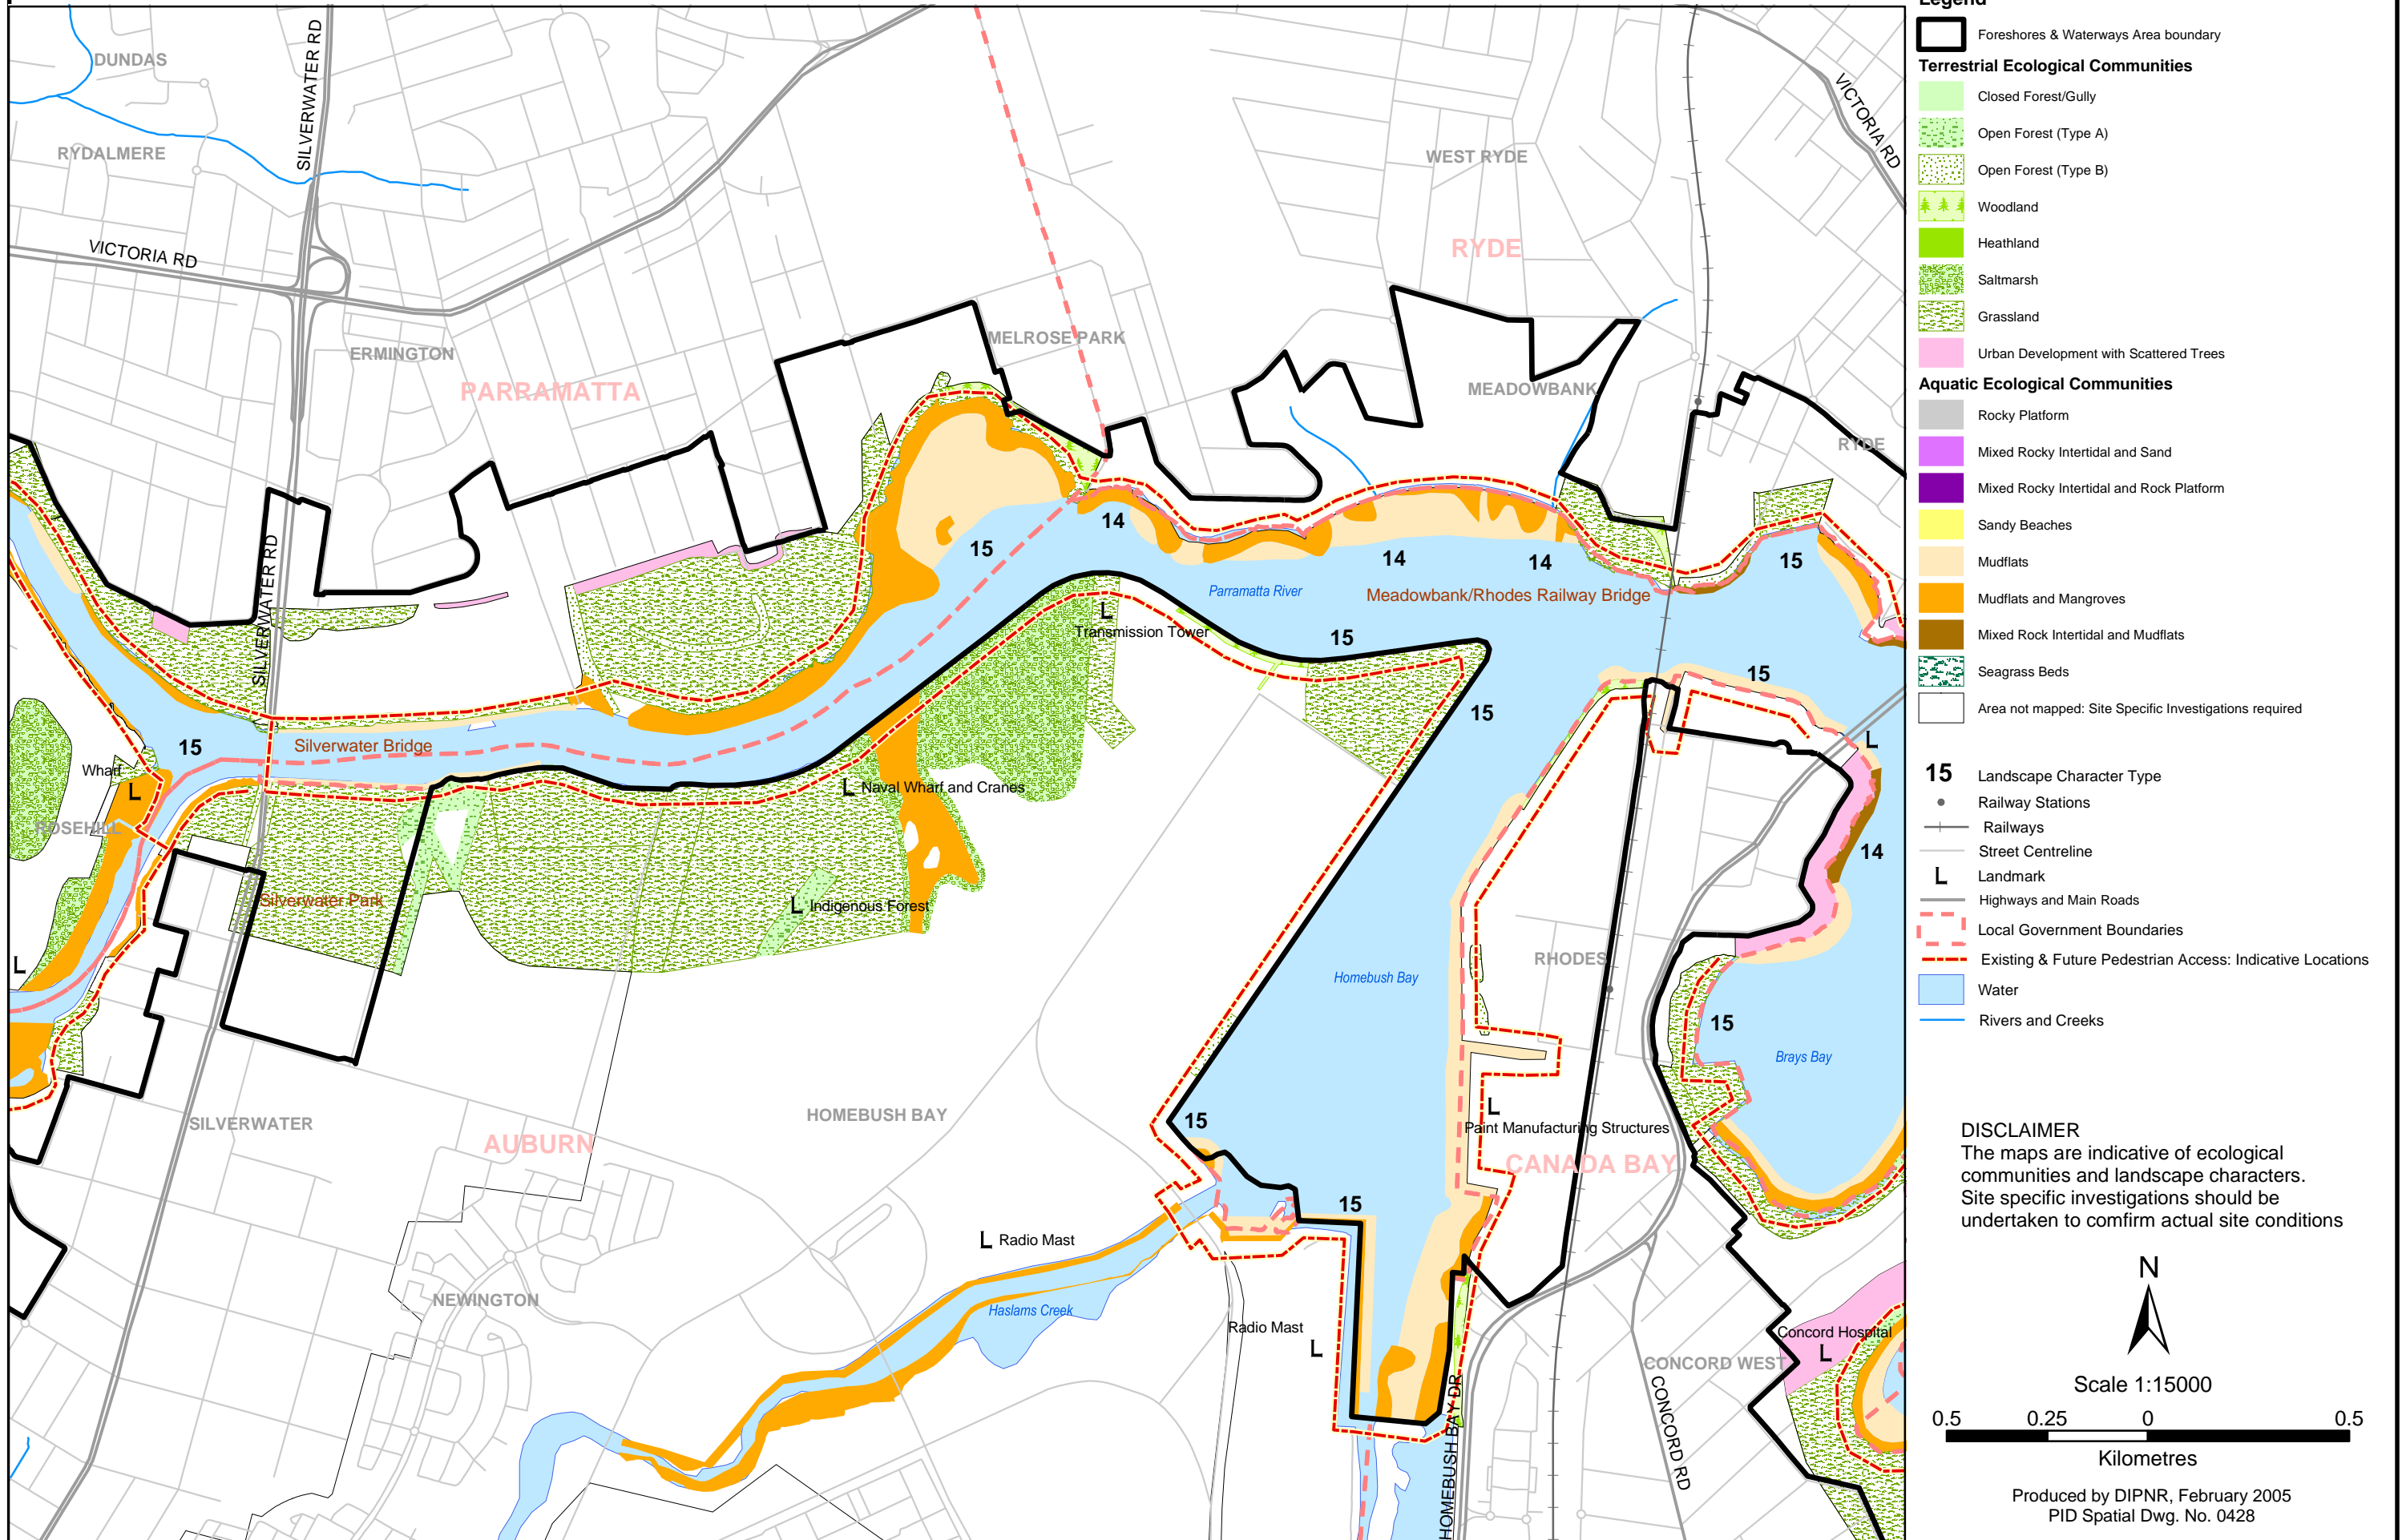 DUNDAS
RYDALMERE
SILVERWATER RD
VICTORIA RD
ERMINGTON
PARRAMATTA
MELROSE PARK
WEST RYDE
RYDE
MEADOWBANK
VICTORIA RD
RYDE
SILVERWATER RD
15
14
14
14
15
Parramatta River
Meadowbank/Rhodes Railway Bridge
L
Transmission Tower
15
15
15
15
Silverwater Bridge
Wharf
L
ROSEHILL
L
Naval Wharf and Cranes
L
14
Silverwater Park
L
Indigenous Forest
L
RHODES
Homebush Bay
15
Brays Bay
SILVERWATER
HOMEBUSH BAY
AUBURN
15
L
Paint Manufacturing Structures
CANADA BAY
15
L
Radio Mast
Haslams Creek
NEWINGTON
Radio Mast
L
Concord Hospital
L
CONCORD WEST
HOMEBUSH BAY DR
CONCORD RD
Legend
Foreshores & Waterways Area boundary
Terrestrial Ecological Communities
Closed Forest/Gully
Open Forest (Type A)
Open Forest (Type B)
Woodland
Heathland
Saltmarsh
Grassland
Urban Development with Scattered Trees
Aquatic Ecological Communities
Rocky Platform
Mixed Rocky Intertidal and Sand
Mixed Rocky Intertidal and Rock Platform
Sandy Beaches
Mudflats
Mudflats and Mangroves
Mixed Rock Intertidal and Mudflats
Seagrass Beds
Area not mapped: Site Specific Investigations required
15 Landscape Character Type
Railway Stations
Railways
Street Centreline
L Landmark
Highways and Main Roads
Local Government Boundaries
Existing & Future Pedestrian Access: Indicative Locations
Water
Rivers and Creeks
DISCLAIMER
The maps are indicative of ecological
communities and landscape characters.
Site specific investigations should be
undertaken to comfirm actual site conditions
N
Scale 1:15000
0.5 0.25 0 0.5
Kilometres
Produced by DIPNR, February 2005
PID Spatial Dwg. No. 0428